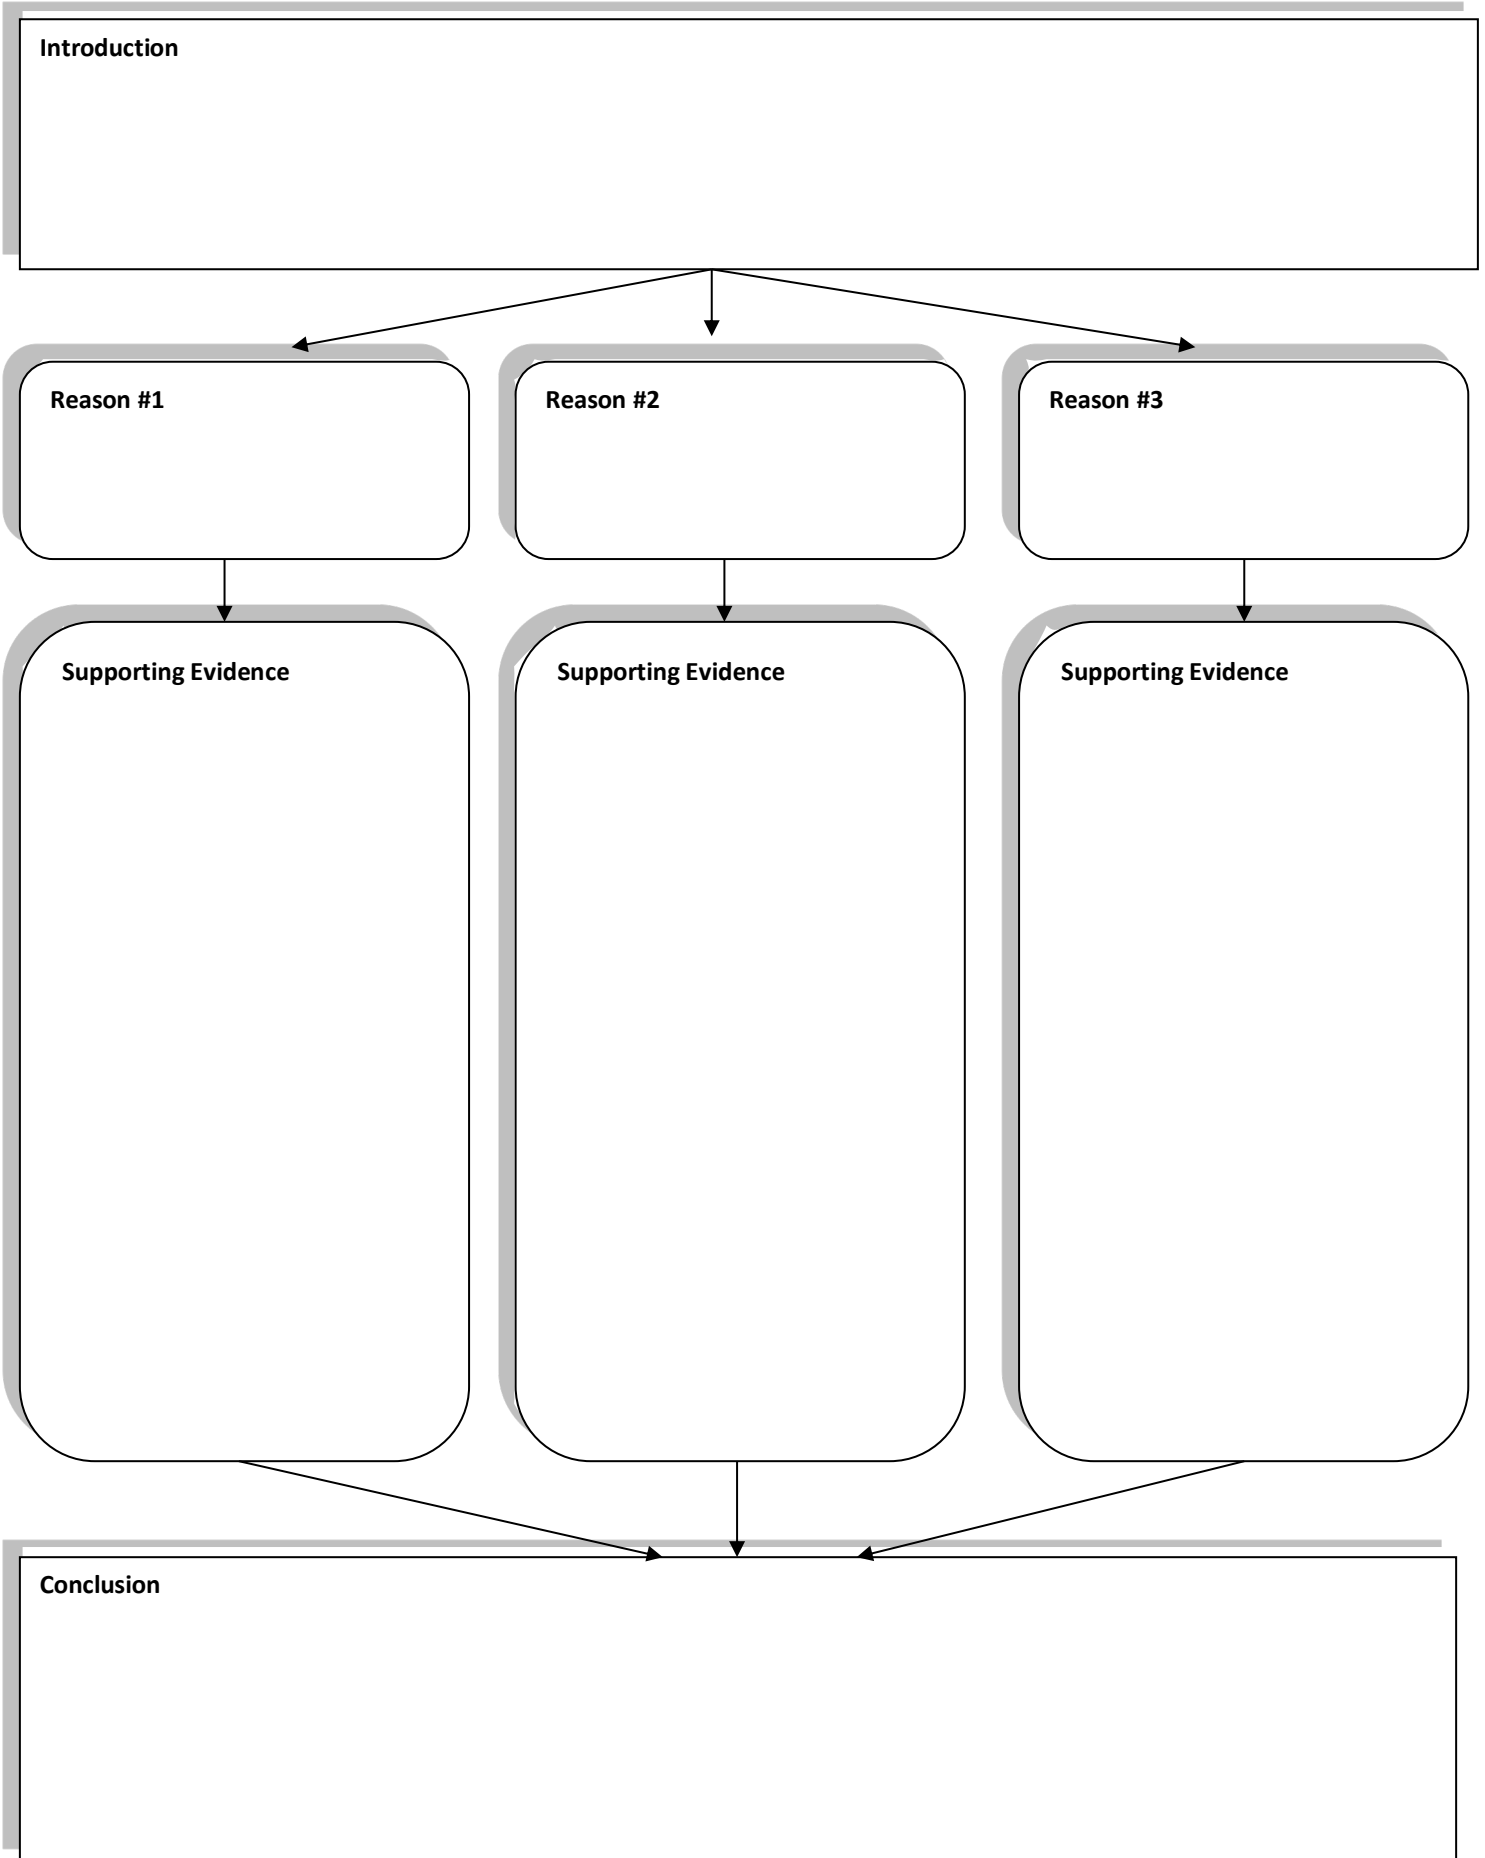 Introduction
Reason #1
Reason #2
Reason #3
Supporting Evidence
Supporting Evidence
Supporting Evidence
Conclusion